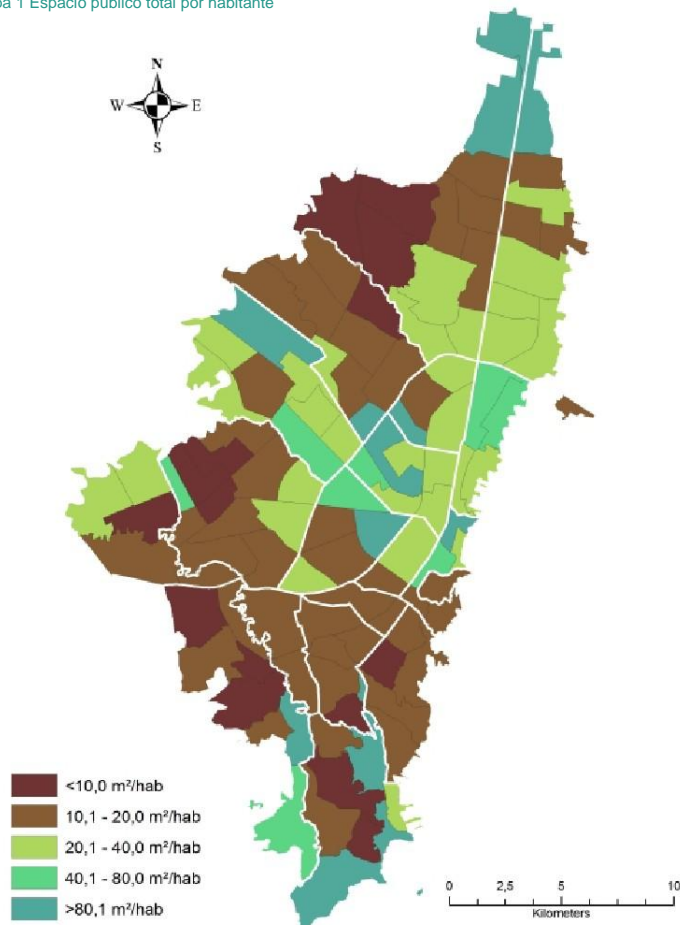 1 Espacio público total por habitante
N
W E
S
<10,0 m²/hab
10,1 - 20,0 m²/hab
20,1 - 40,0 m²/hab
40,1 - 80,0 m²/hab
>80,1 m²/hab
0 2,5 5 10
Kilometers